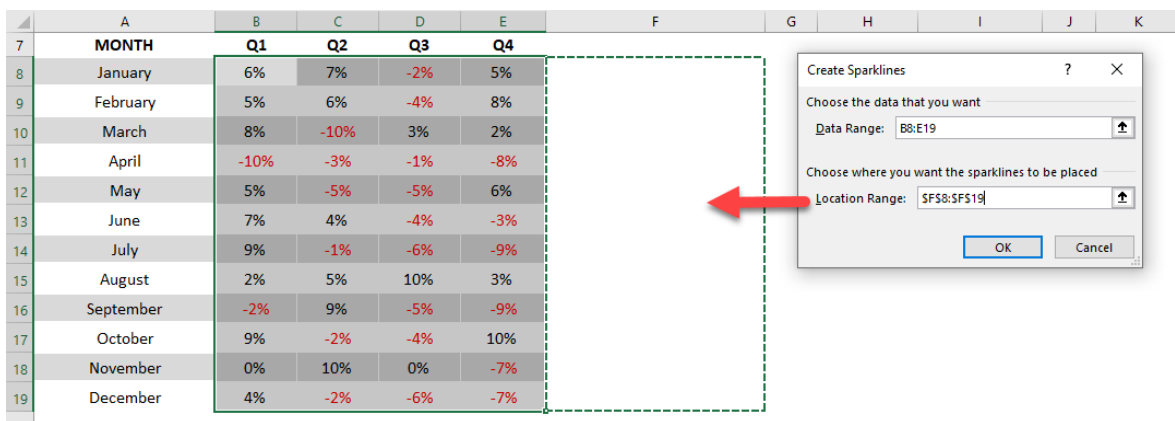 A B C D E F G H I J K
7 MONTH Q1 Q2 Q3 Q4
8 January 6% 7% -2% 5%
9 February 5% 6% -4% 8%
10 March 8% -10% 3% 2%
11 April -10% -3% -1% -8%
12 May 5% -5% -5% 6%
13 June 7% 4% -4% -3%
14 July 9% -1% -6% -9%
15 August 2% 5% 10% 3%
16 September -2% 9% -5% -9%
17 October 9% -2% -4% 10%
18 November 0% 10% 0% -7%
19 December 4% -2% -6% -7%
Create Sparklines ? ×
Choose the data that you want
Data Range: B8:E19
Choose where you want the sparklines to be placed
Location Range: $F$8:$F$19
OK Cancel